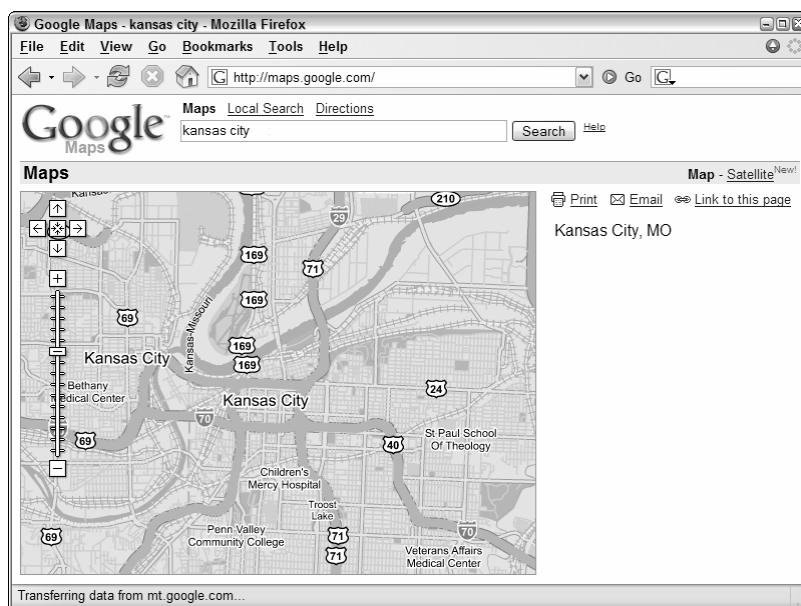 Google Maps - kansas city - Mozilla Firefox
File Edit View Go Bookmarks Tools Help
G http://maps.google.com/ Go G
Google Maps
Maps Local Search Directions
kansas city Search Help
Maps Map - Satellite New!
Print Email Link to this page
Kansas City, MO
Kansas
210
29
169
71
169
69
Kansas-Missouri
169
169
Kansas City
Bethany
dical Center
24
Kansas City
70
69
40
St Paul School
Of Theology
Children's
Mercy Hospital
Troost
Lake
69
Penn Valley
Community College
71
71
70
Veterans Affairs
Medical Center
Transferring data from mt.google.com...